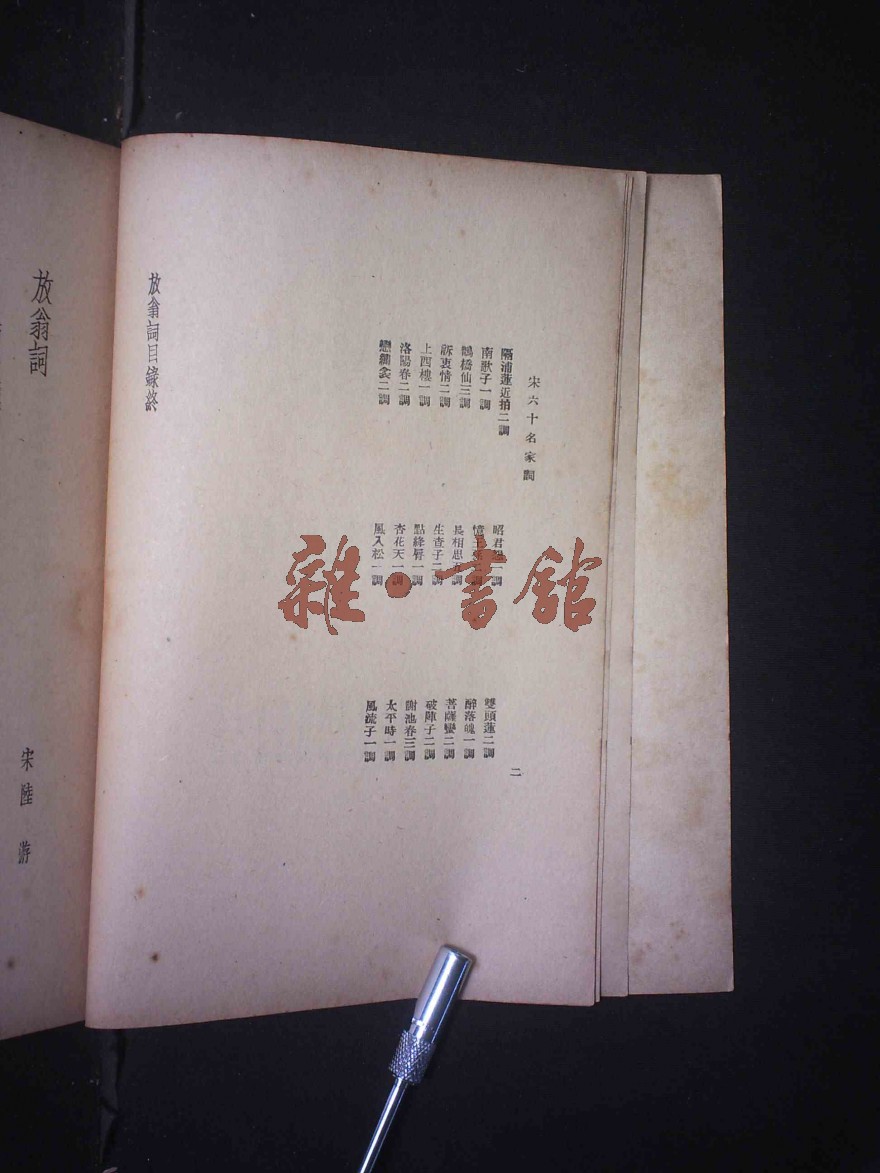 宋六十名家詞
二
隔浦蓮近拍二調
昭君怨一調
雙頭蓮二調
南歌子一調
醉落魄一調
鵲橋仙三調
長相思五調
菩薩蠻二調
訴衷情二調
生查子二調
破陣子二調
上西樓一調
點絳脣一調
謝池春三調
洛陽春二調
杏花天一調
太平時一調
戀繡衾二調
風入松一調
風流子一調
放翁詞目錄終
放翁詞
宋 陸 游
雜·書館